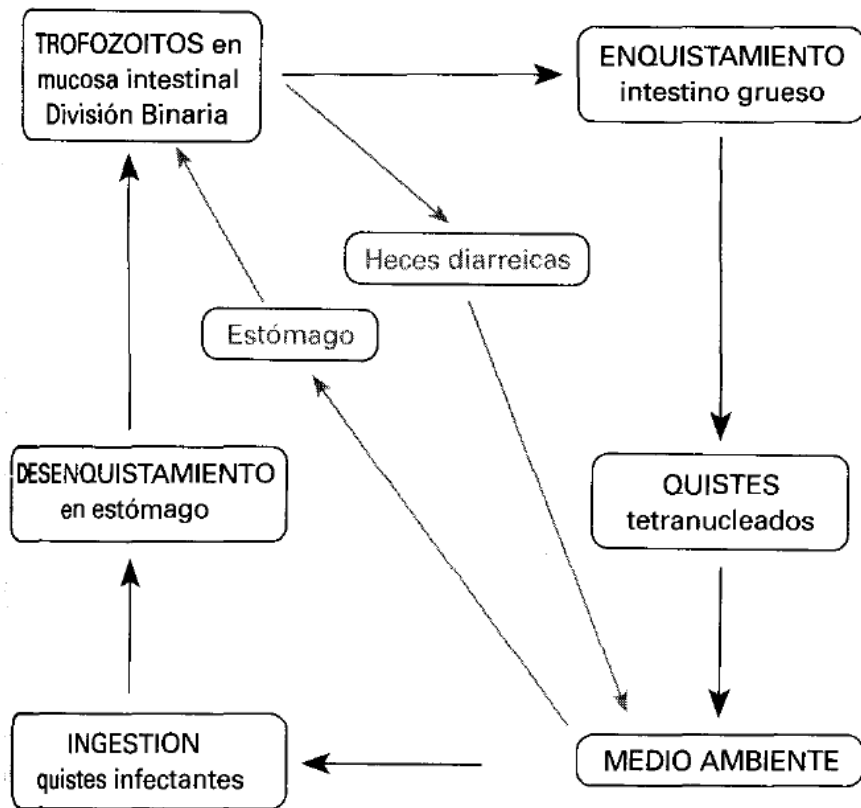 TROFOZOITOS en
mucosa intestinal
División Binaria
ENQUISTAMIENTO
intestino grueso
Heces diarreicas
Estómago
DESENQUISTAMIENTO
en estómago
QUISTES
tetranucleados
INGESTION
quistes infectantes
MEDIO AMBIENTE